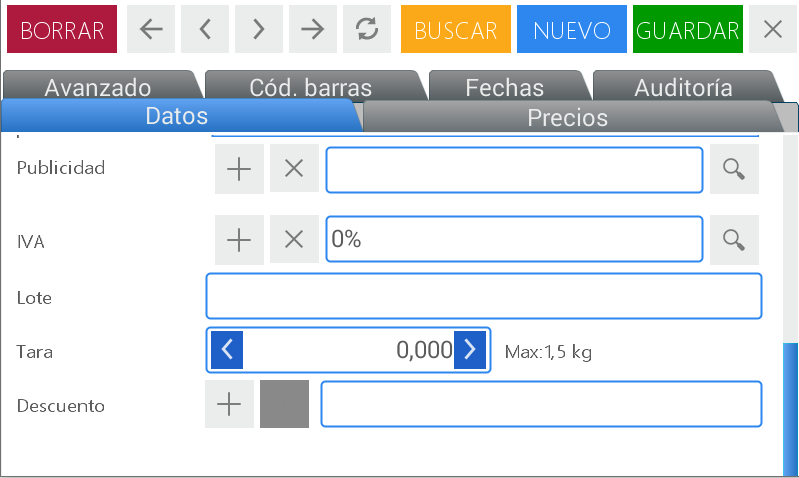 BORRAR BUSCAR NUEVO GUARDAR
Avanzado Cód. barras Fechas Auditoría
Datos Precios
Publicidad
IVA 0%
Lote
Tara 0,000 Max:1,5 kg
Descuento